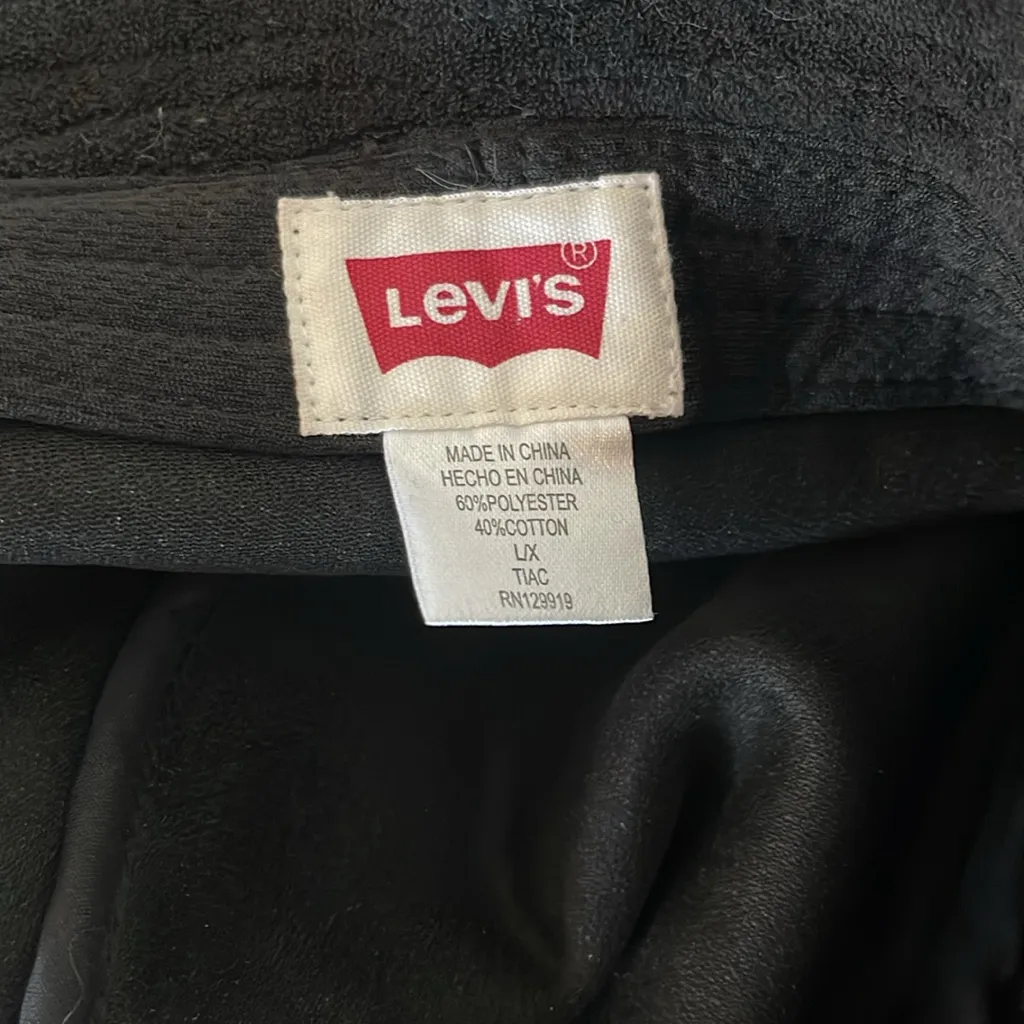 Levi's ®
MADE IN CHINA
HECHO EN CHINA
60%POLYESTER
40%COTTON
L/X
TIAC
RN129919